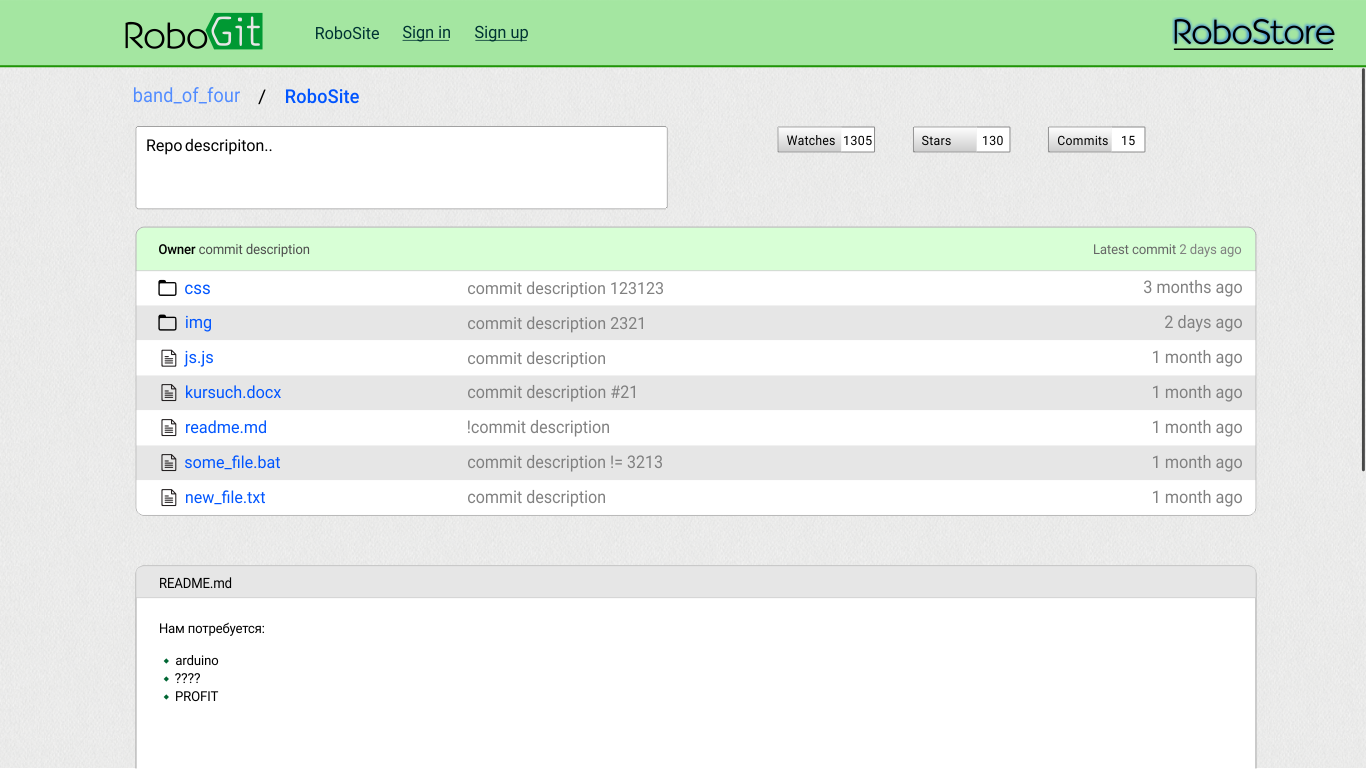 RoboGit RoboSite Sign in Sign up RoboStore
band_of_four / RoboSite
Repo descripiton.. Watches 1305 Stars 130 Commits 15
Owner commit description Latest commit 2 days ago
css commit description 123123 3 months ago
img commit description 2321 2 days ago
js.js commit description 1 month ago
kursuch.docx commit description #21 1 month ago
readme.md !commit description 1 month ago
some_file.bat commit description != 3213 1 month ago
new_file.txt commit description 1 month ago
README.md
Нам потребуется:
arduino
????
PROFIT